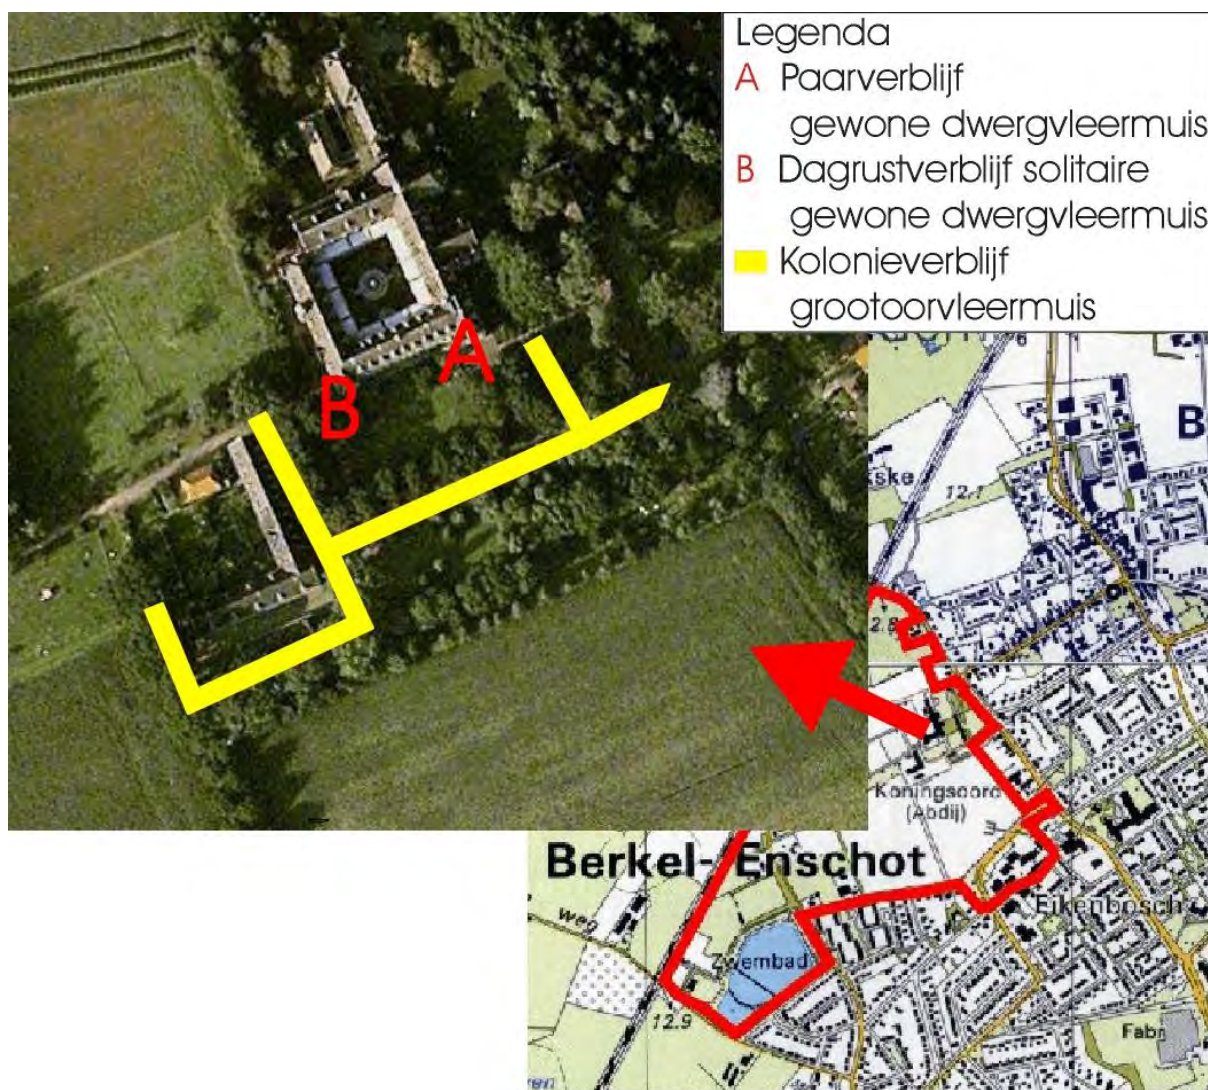 Legenda
A Paarverblijf
gewone dwergvleermuis
B Dagrustverblijf solitaire
gewone dwergvleermuis
Kolonieverblijf
grootoorvleermuis
A
B
B
12.1
Koningsoord
(Abdij)
Berkel-Enschot
weg
Eikenbosch
Zwembad
12.9
Fabr